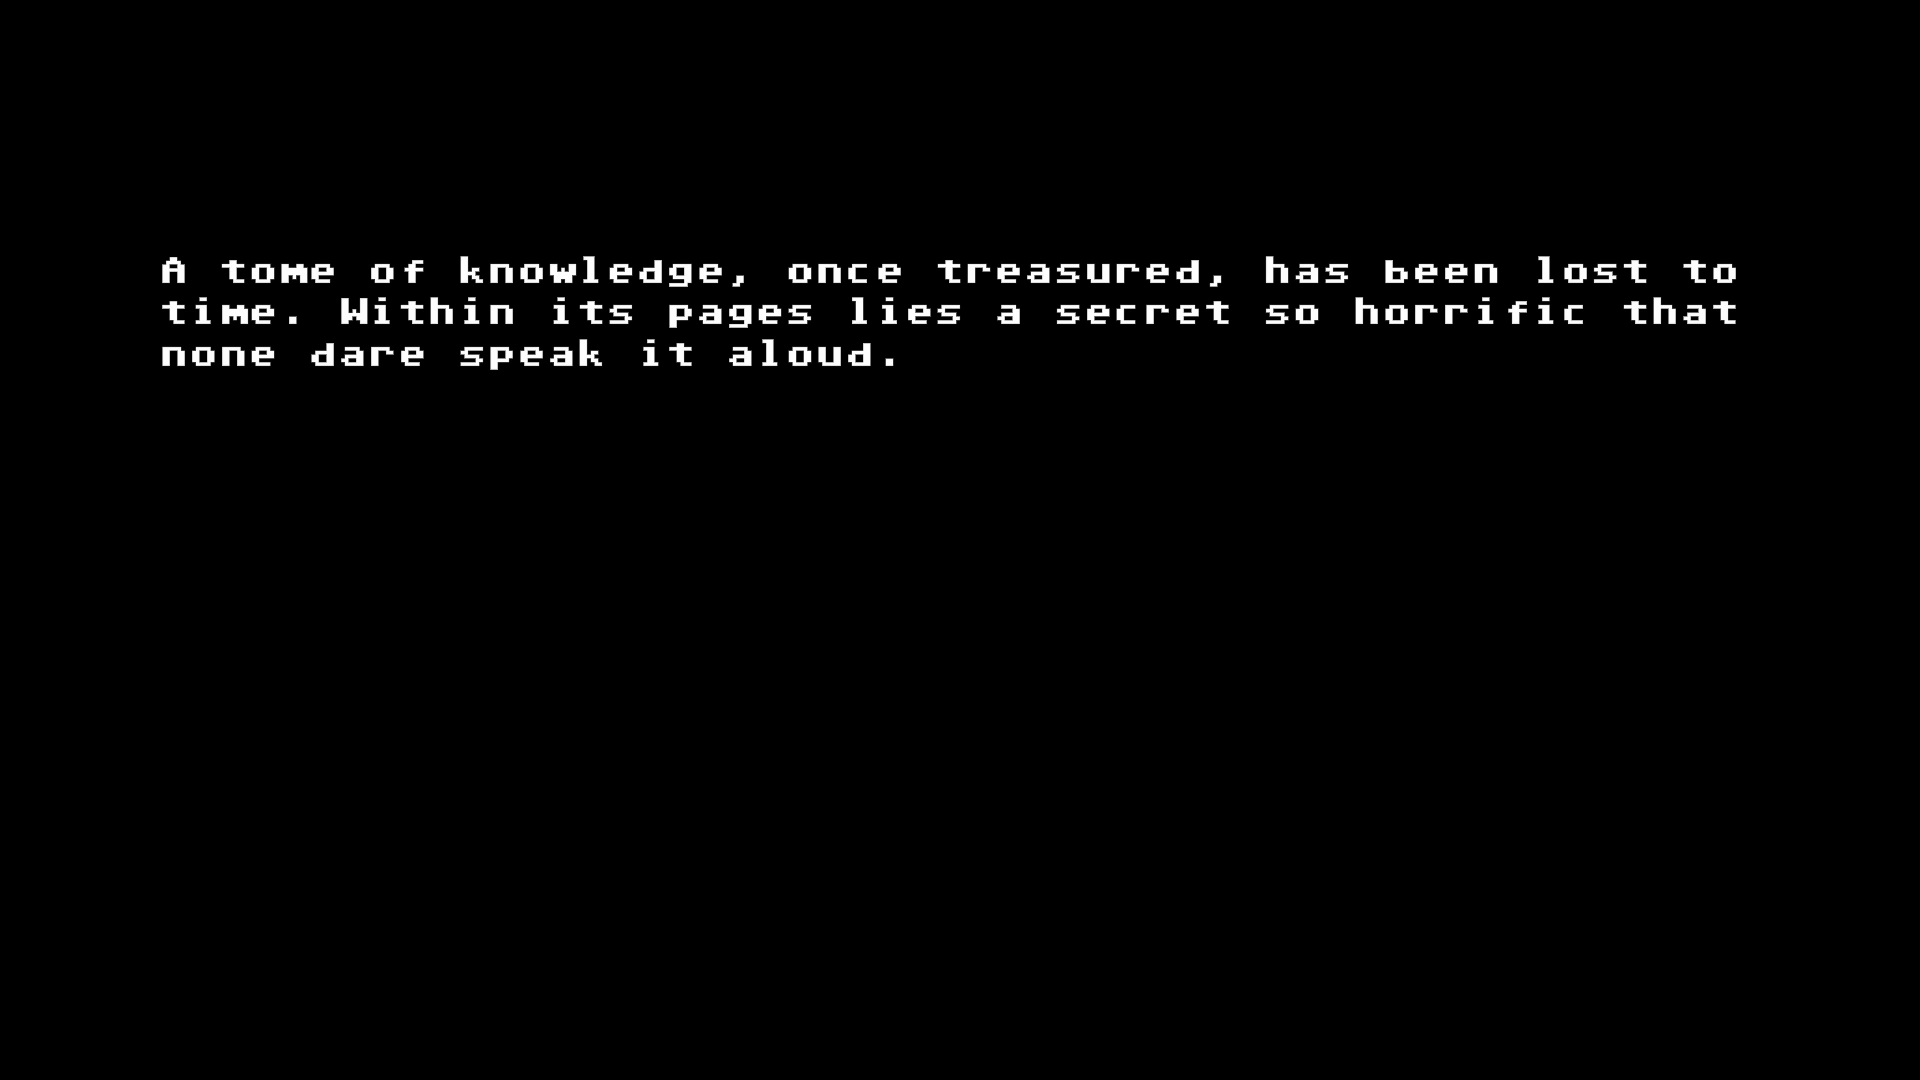 A tome of knowledge, once treasured, has been lost to
time. Within its pages lies a secret so horrific that
none dare speak it aloud.